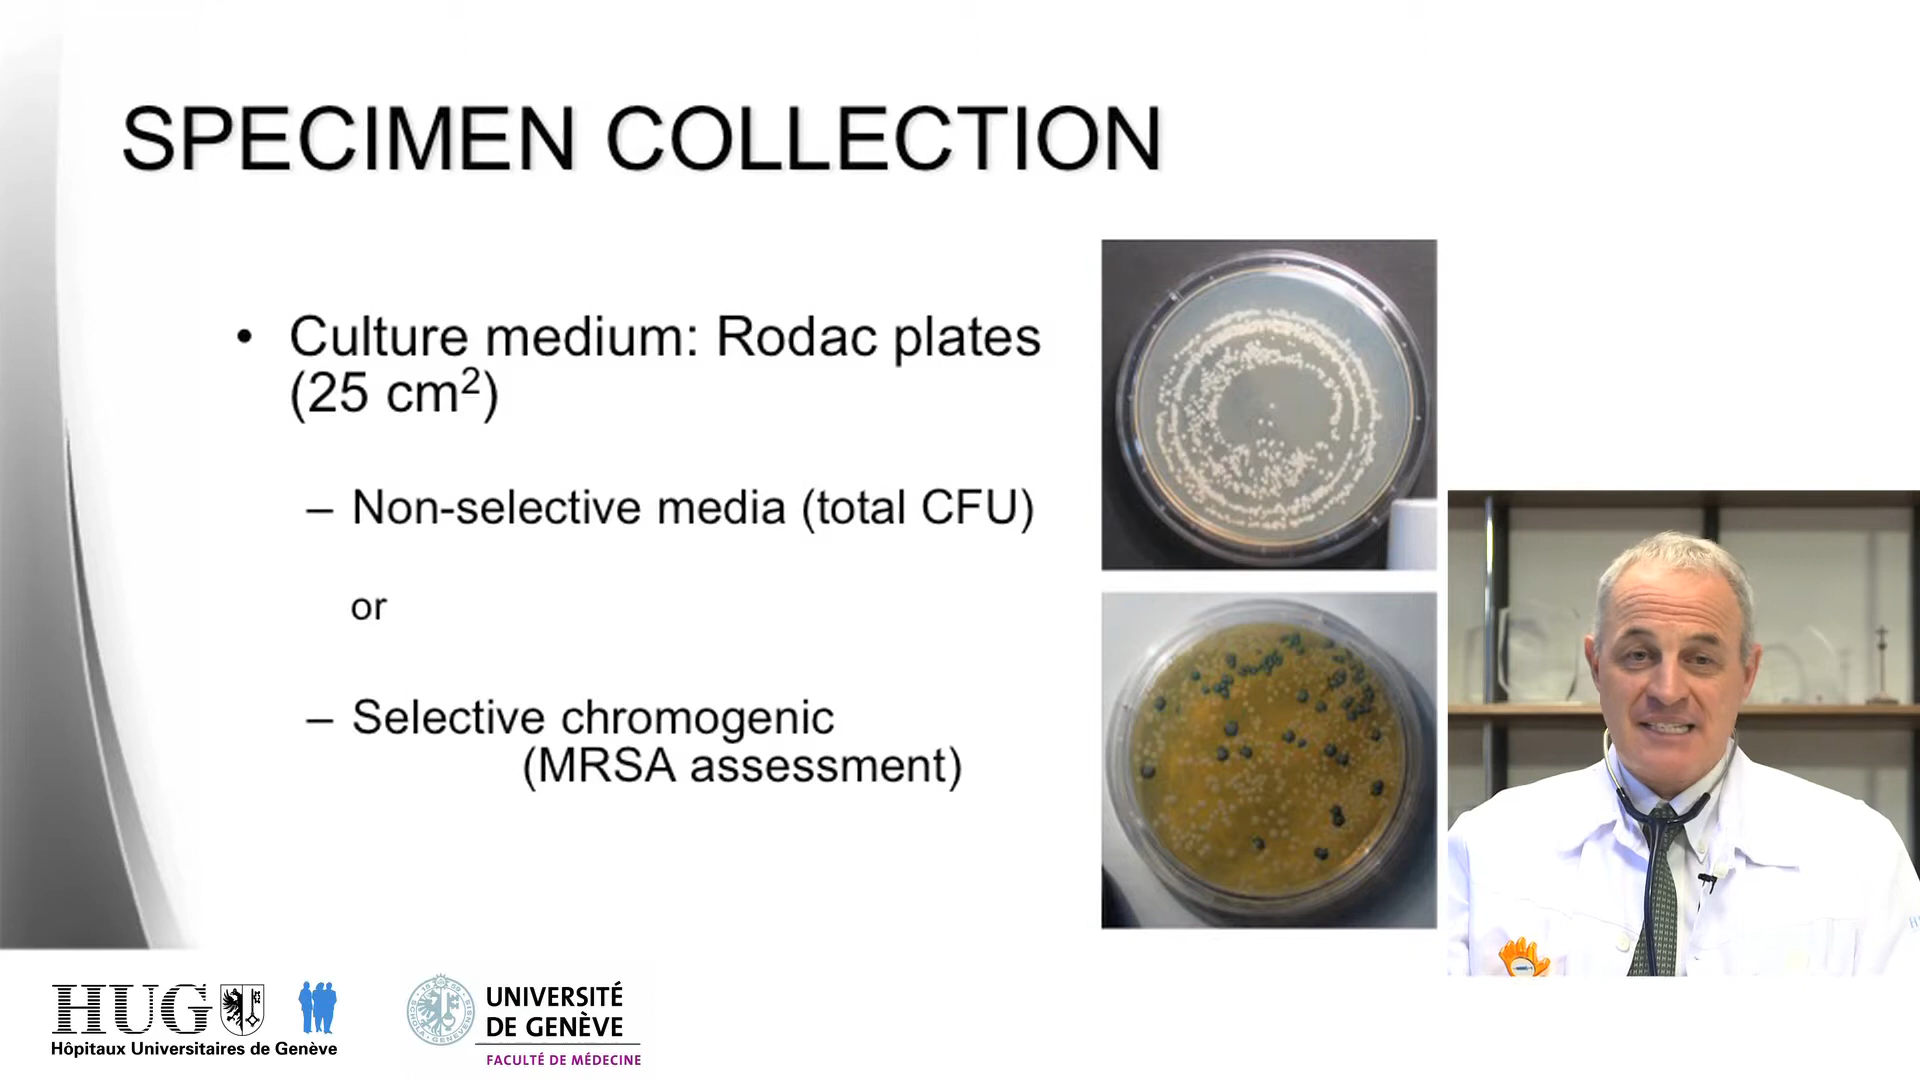 SPECIMEN COLLECTION
• Culture medium: Rodac plates
(25 cm²)
– Non-selective media (total CFU)
or
– Selective chromogenic
(MRSA assessment)
HUG
Hôpitaux Universitaires de Genève
UNIVERSITÉ
DE GENÈVE
FACULTÉ DE MÉDECINE